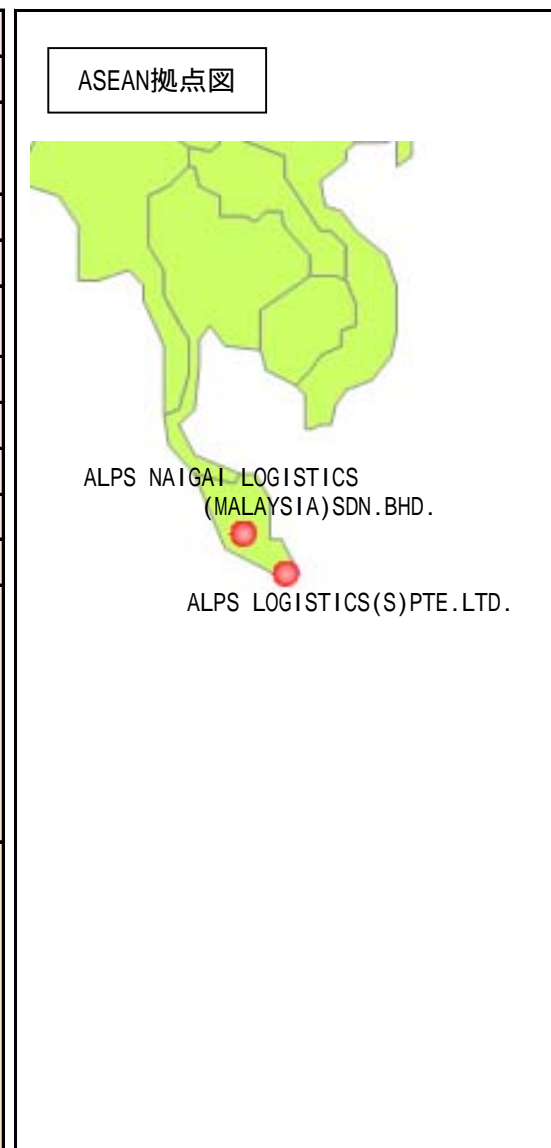 ASEAN拠点図
ALPS NAIGAI LOGISTICS
(MALAYSIA)SDN.BHD.
ALPS LOGISTICS(S)PTE.LTD.